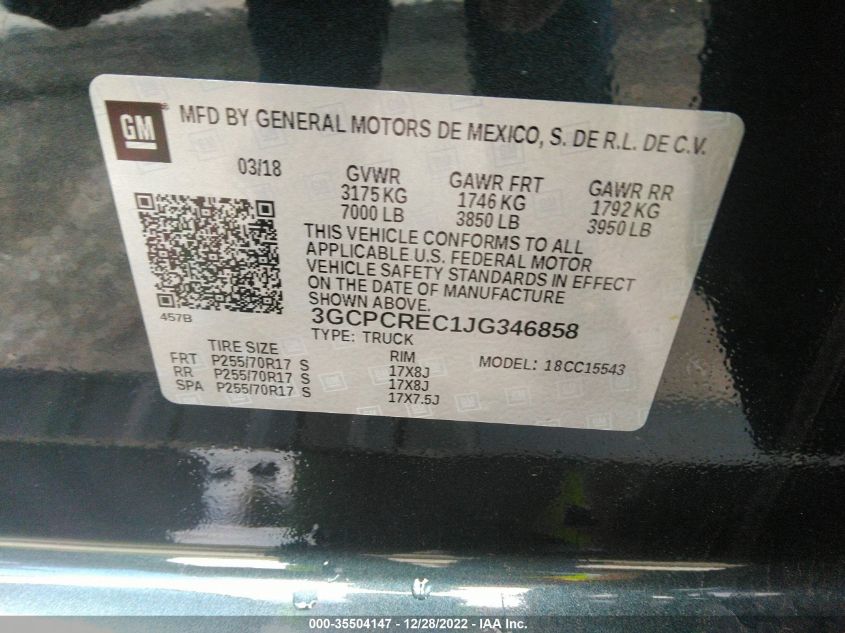 GM® MFD BY GENERAL MOTORS DE MEXICO, S. DE R.L. DE C.V.
03/18 GVWR GAWR FRT GAWR RR
3175 KG 1746 KG 1792 KG
7000 LB 3850 LB 3950 LB
THIS VEHICLE CONFORMS TO ALL
APPLICABLE U.S. FEDERAL MOTOR
VEHICLE SAFETY STANDARDS IN EFFECT
ON THE DATE OF MANUFACTURE
SHOWN ABOVE.
457B
3GCPCREC1JG346858
TYPE: TRUCK
TIRE SIZE RIM MODEL: 18CC15543
FRT P255/70R17 S 17X8J
RR P255/70R17 S 17X8J
SPA P255/70R17 S 17X7.5J
000-35504147 - 12/28/2022 - IAA Inc.